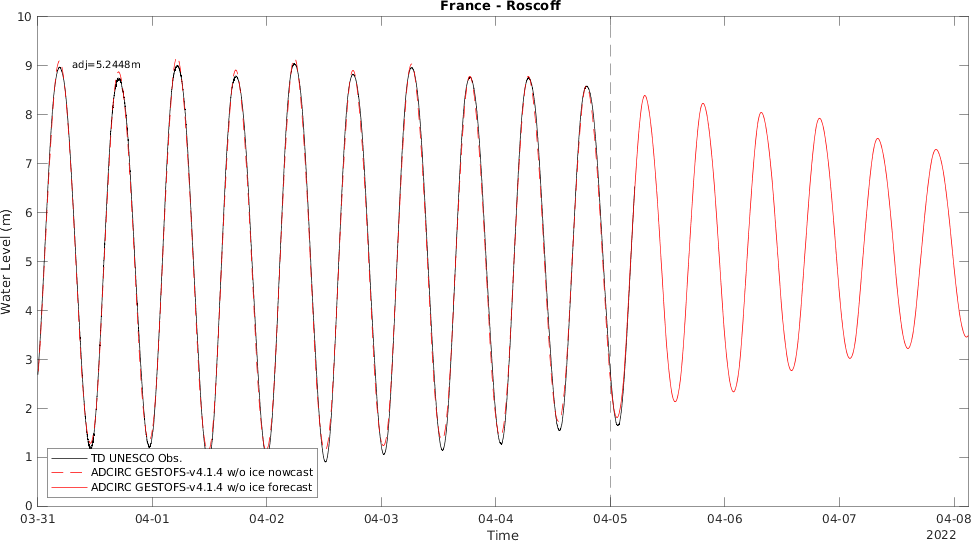 France - Roscoff
adj=5.2448m
10
9
8
7
6
5
4
3
2
1
0
Water Level (m)
TD UNESCO Obs.
ADCIRC GESTOFS-v4.1.4 w/o ice nowcast
ADCIRC GESTOFS-v4.1.4 w/o ice forecast
03-31 04-01 04-02 04-03 04-04 04-05 04-06 04-07 04-08
Time
2022